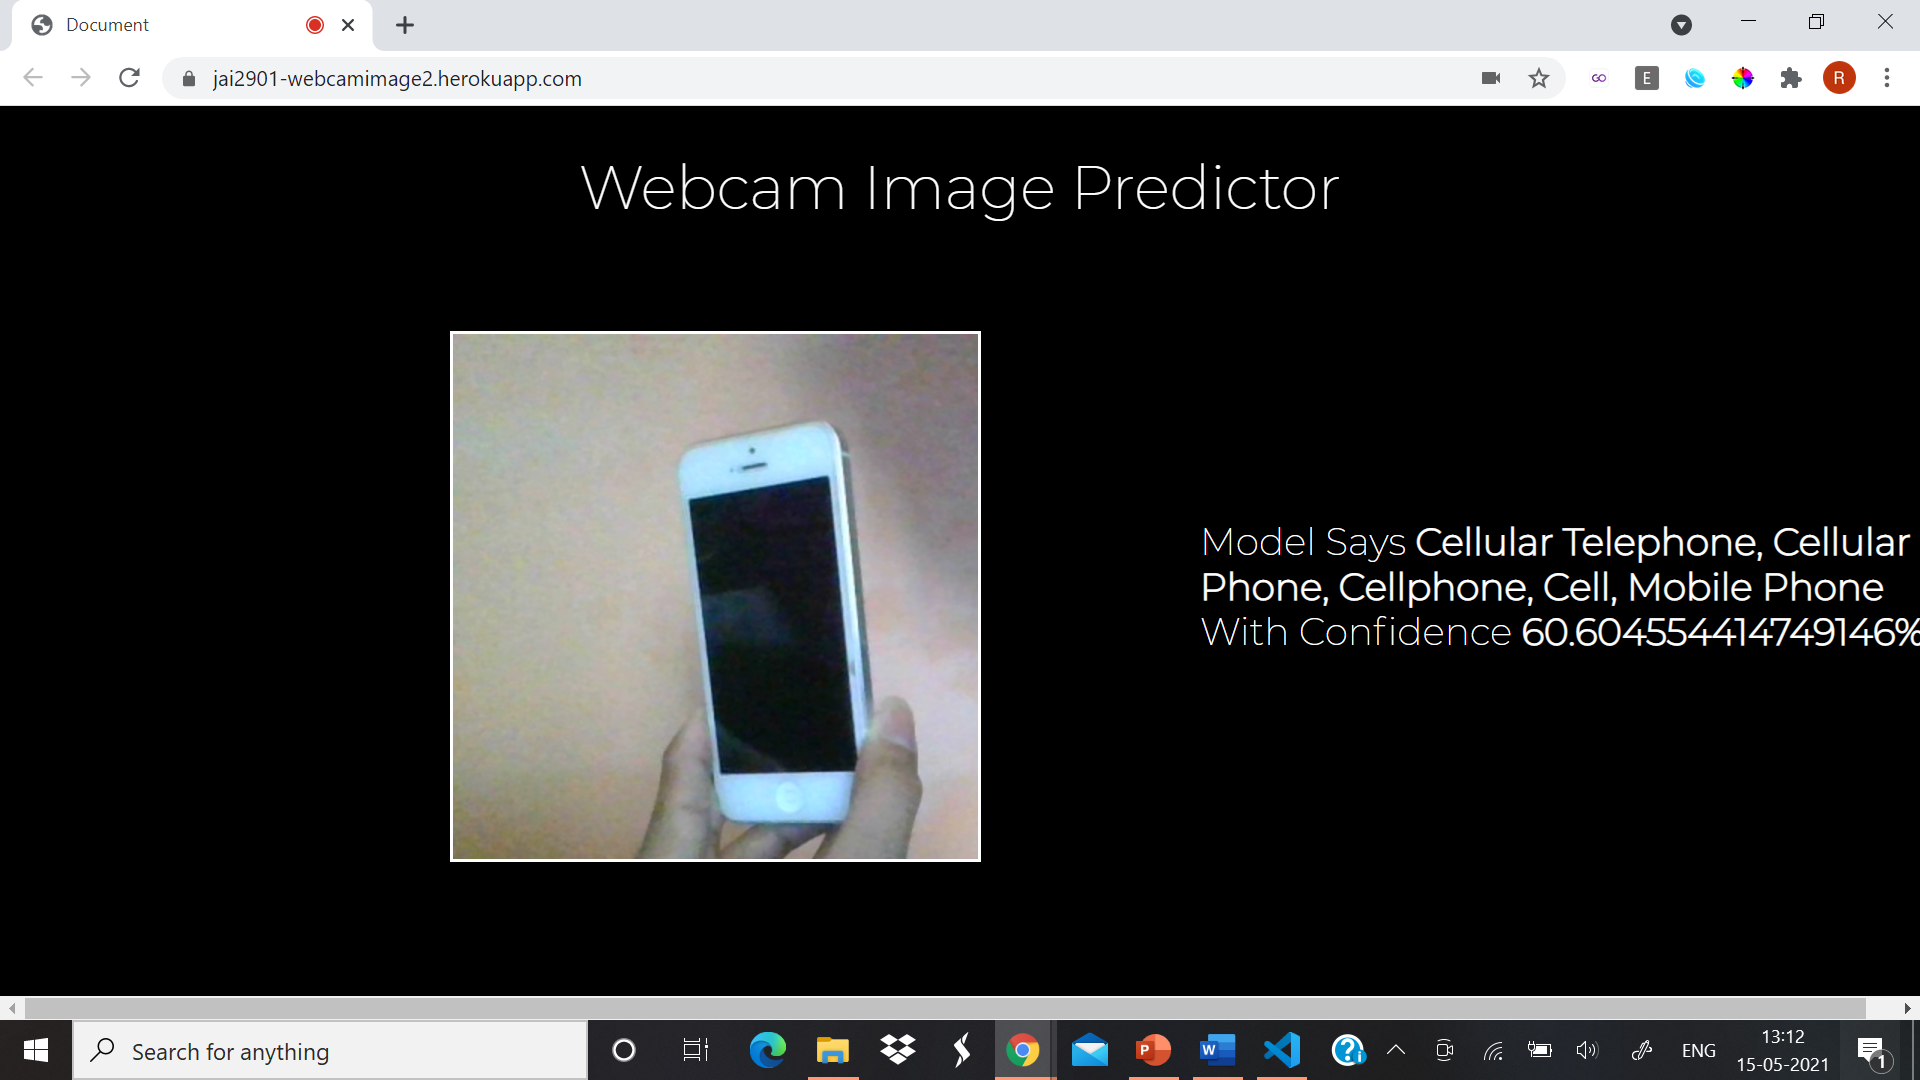 Document
jai2901-webcamimage2.herokuapp.com
E
R
Webcam Image Predictor
Model Says Cellular Telephone, Cellular
Phone, Cellphone, Cell, Mobile Phone
With Confidence 60.604554414749146%
Search for anything
P
W
ENG
13:12
15-05-2021
1